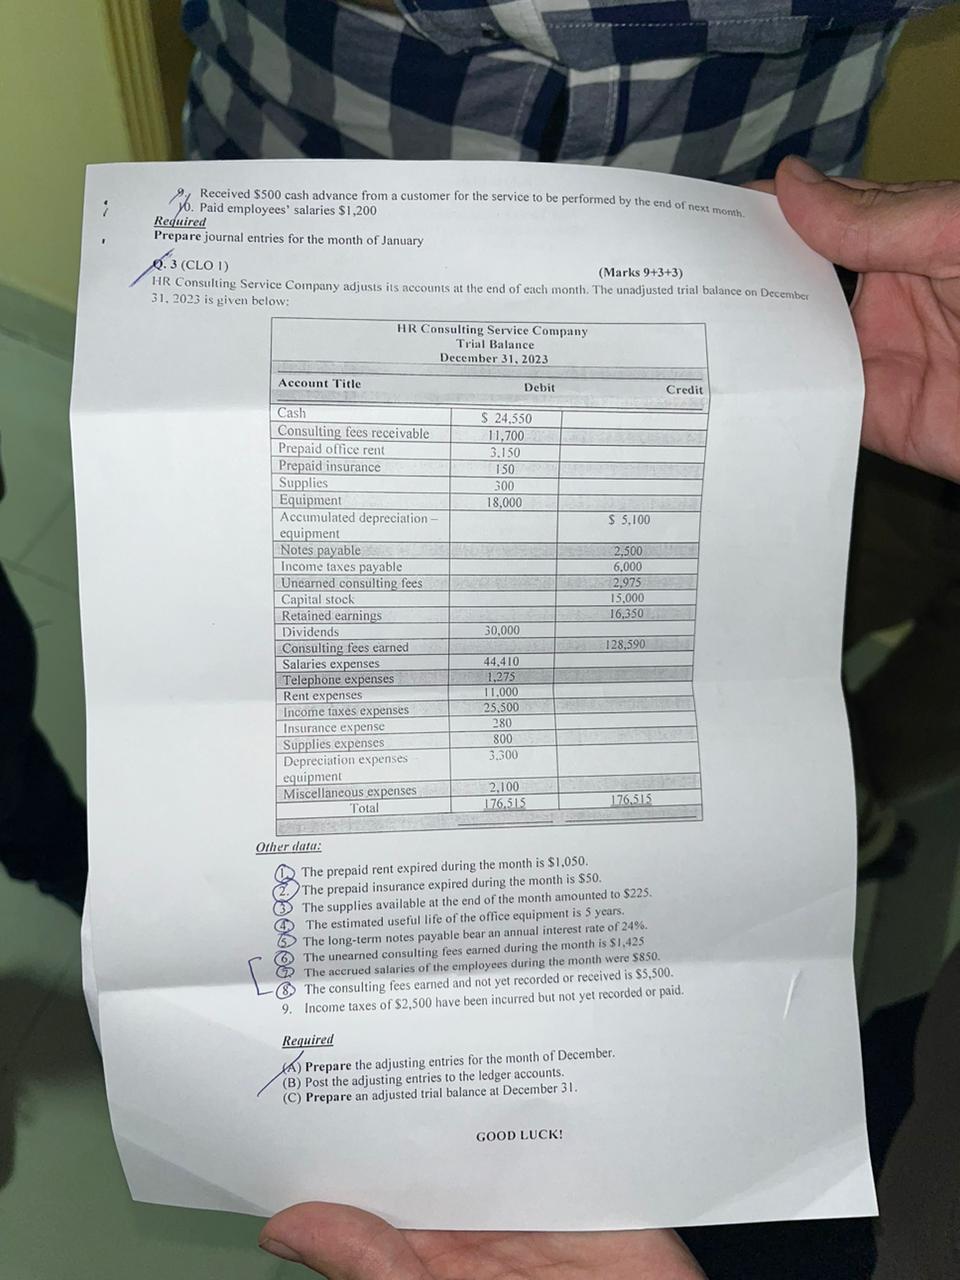 9. Received $500 cash advance from a customer for the service to be performed by the end of next month.
10. Paid employees' salaries $1,200
Required
Prepare journal entries for the month of January
Q. 3 (CLO 1) (Marks 9+3+3)
HR Consulting Service Company adjusts its accounts at the end of each month. The unadjusted trial balance on December
31, 2023 is given below:
HR Consulting Service Company
Trial Balance
December 31, 2023
Account Title Debit Credit
Cash $ 24,550
Consulting fees receivable 11,700
Prepaid office rent 3,150
Prepaid insurance 150
Supplies 300
Equipment 18,000
Accumulated depreciation – $ 5,100
equipment
Notes payable 2,500
Income taxes payable 6,000
Unearned consulting fees 2,975
Capital stock 15,000
Retained earnings 16,350
Dividends 30,000
Consulting fees earned 128,590
Salaries expenses 44,410
Telephone expenses 1,275
Rent expenses 11,000
Income taxes expenses 25,500
Insurance expense 280
Supplies expenses 800
Depreciation expenses 3,300
equipment
Miscellaneous expenses 2,100
Total 176,515 176,515
Other data:
1. The prepaid rent expired during the month is $1,050.
2. The prepaid insurance expired during the month is $50.
3 The supplies available at the end of the month amounted to $225.
4 The estimated useful life of the office equipment is 5 years.
5 The long-term notes payable bear an annual interest rate of 24%.
6 The unearned consulting fees earned during the month is $1,425
7. The accrued salaries of the employees during the month were $850.
8. The consulting fees earned and not yet recorded or received is $5,500.
9. Income taxes of $2,500 have been incurred but not yet recorded or paid.
Required
(A) Prepare the adjusting entries for the month of December.
(B) Post the adjusting entries to the ledger accounts.
(C) Prepare an adjusted trial balance at December 31.
GOOD LUCK!